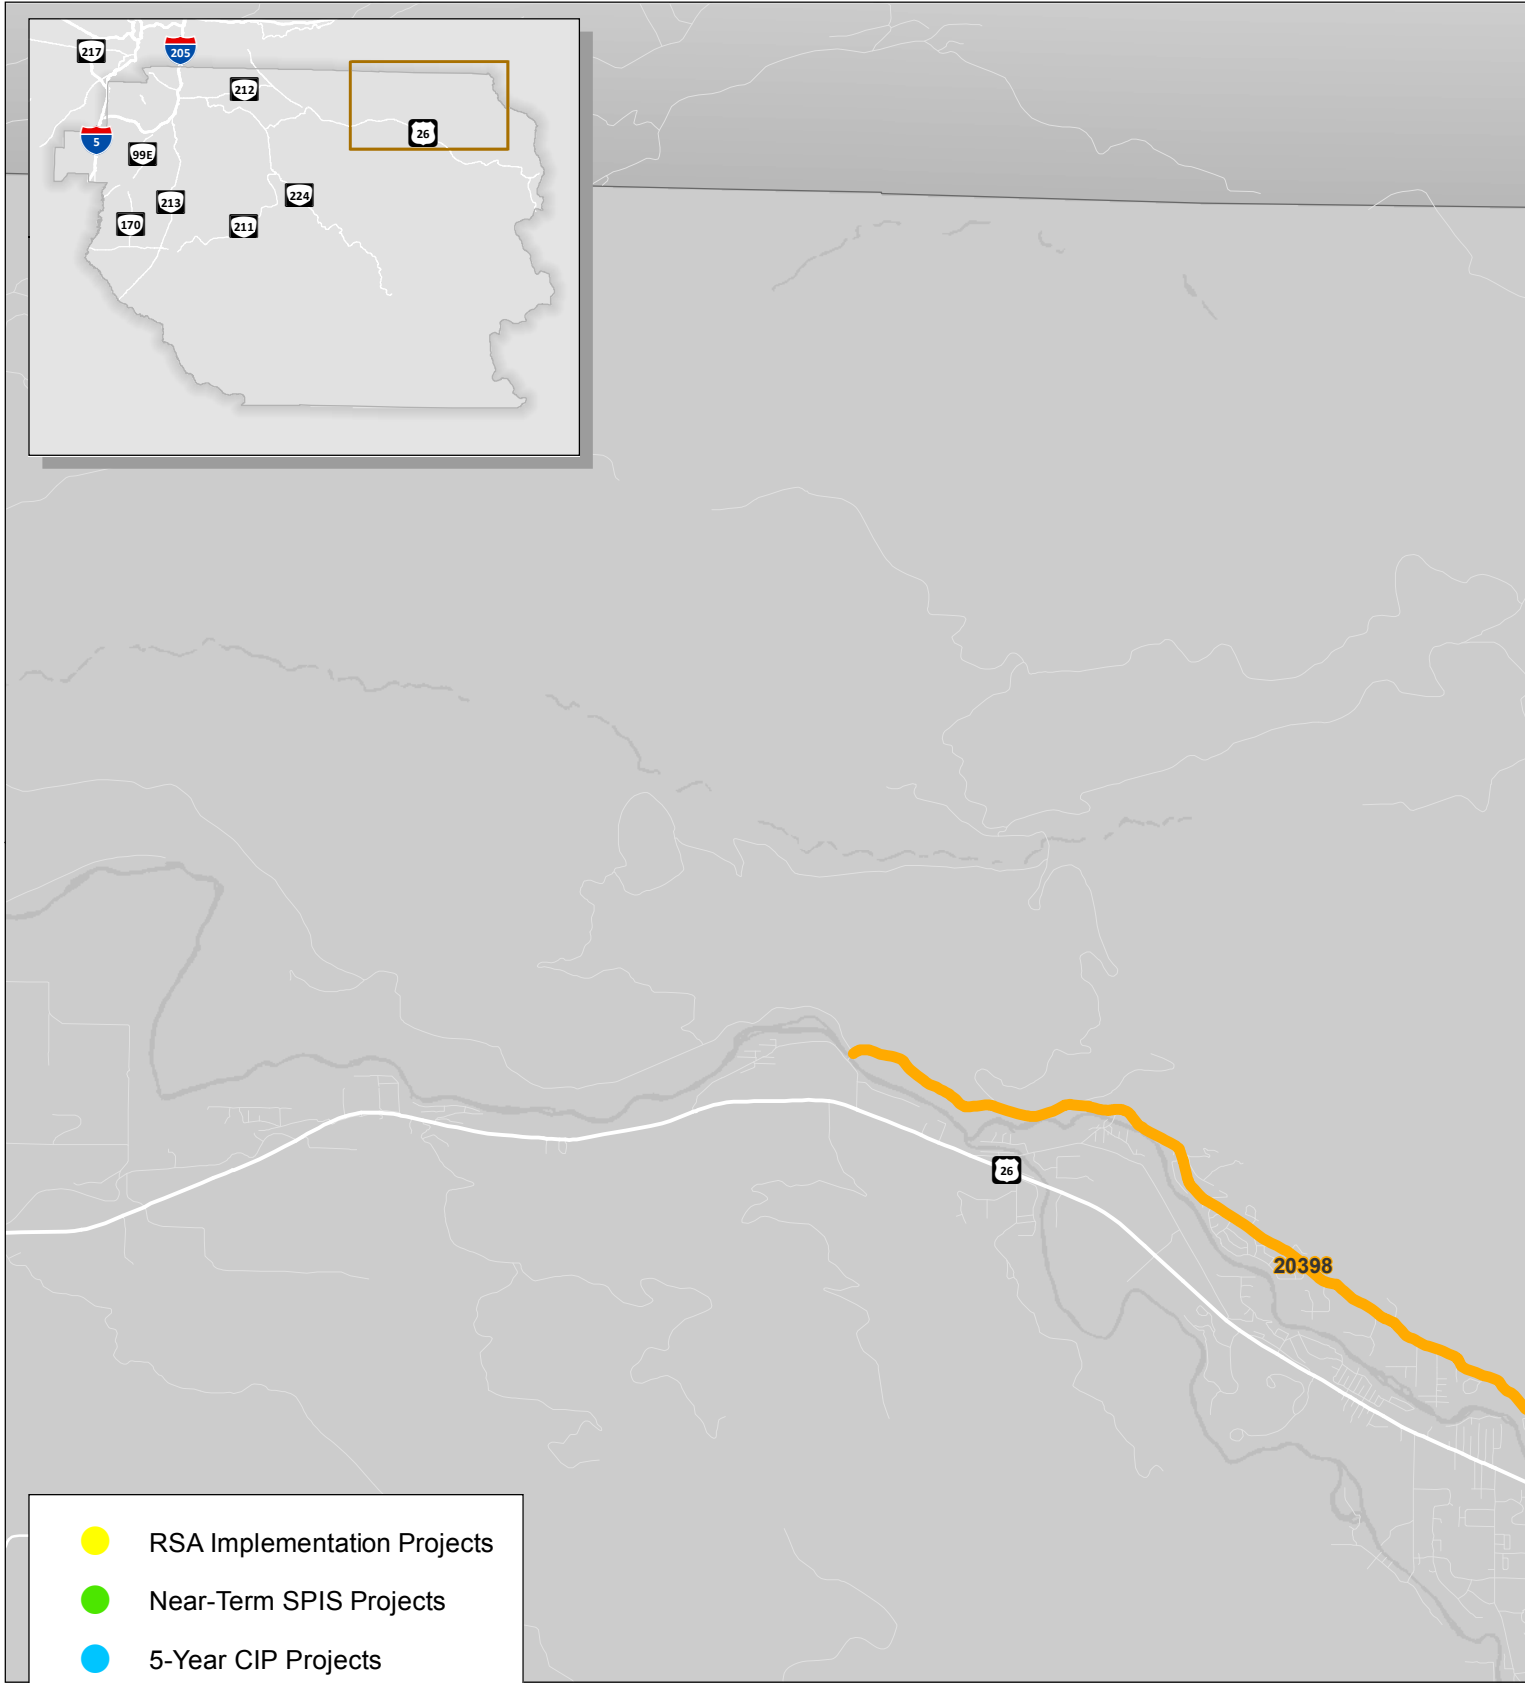 217
205
212
26
5
99E
213
224
170
211
26
20398
RSA Implementation Projects
Near-Term SPIS Projects
5-Year CIP Projects